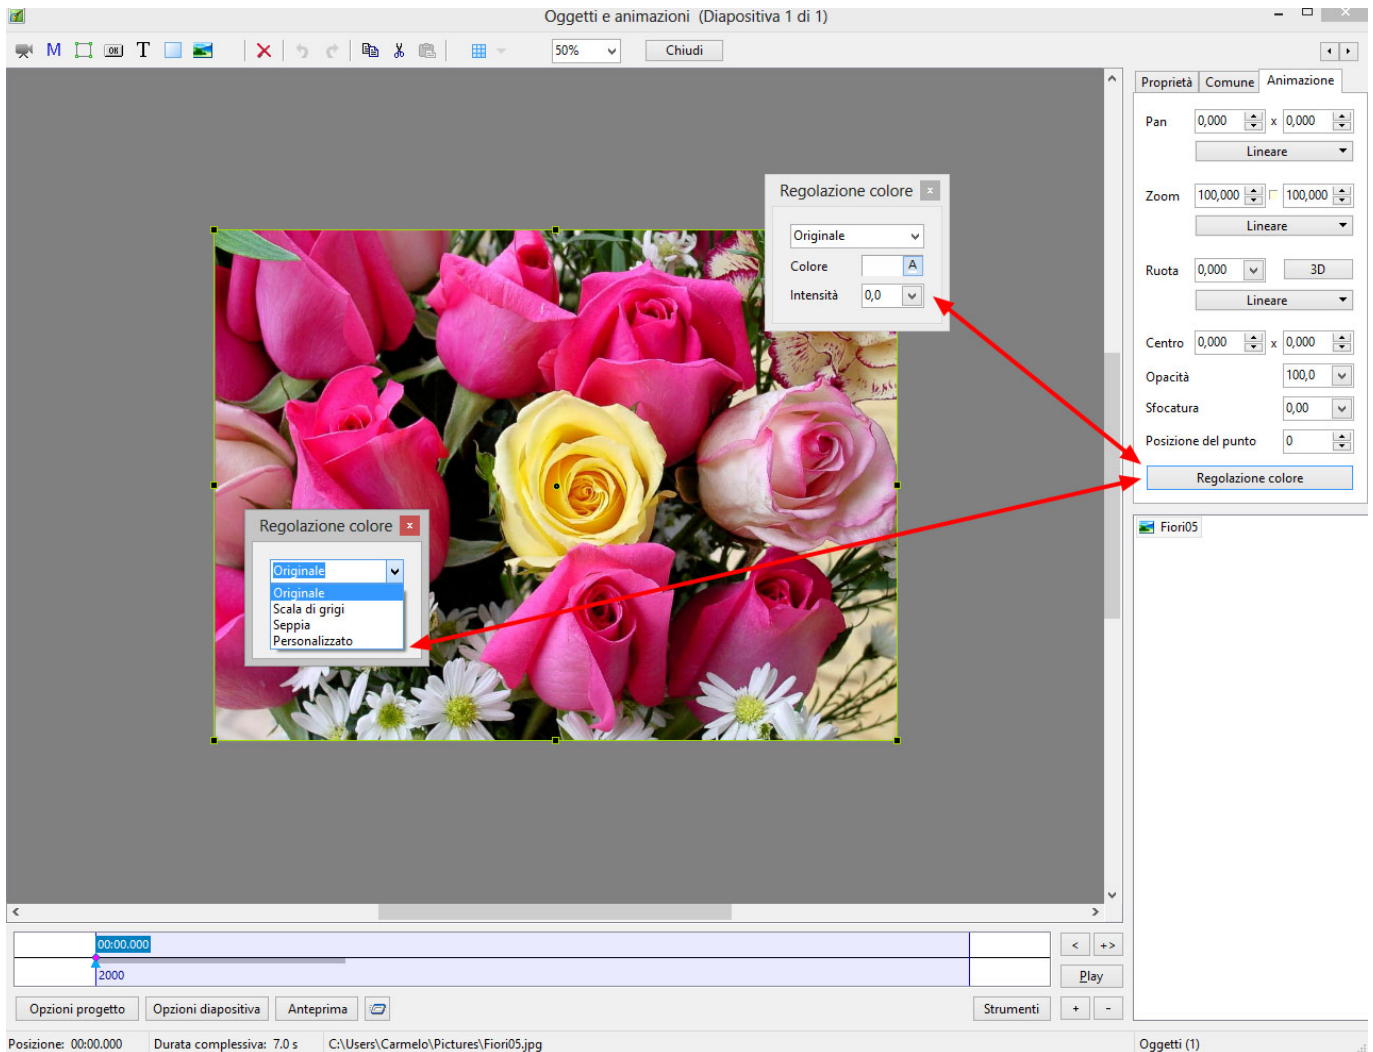 Oggetti e animazioni (Diapositiva 1 di 1)
M OK T 50% Chiudi
Proprietà Comune Animazione
Pan 0,000 x 0,000
Lineare
Zoom 100,000 100,000
Lineare
Ruota 0,000 3D
Lineare
Centro 0,000 x 0,000
Opacità 100,0
Sfocatura 0,00
Posizione del punto 0
Regolazione colore
Fiori05
Regolazione colore x
Originale
Colore A
Intensità 0,0
Regolazione colore x
Originale
Originale
Scala di grigi
Seppia
Personalizzato
00:00.000
2000
< +>
Play
Opzioni progetto Opzioni diapositiva Anteprima Strumenti + -
Posizione: 00:00.000 Durata complessiva: 7.0 s C:\Users\Carmelo\Pictures\Fiori05.jpg Oggetti (1)